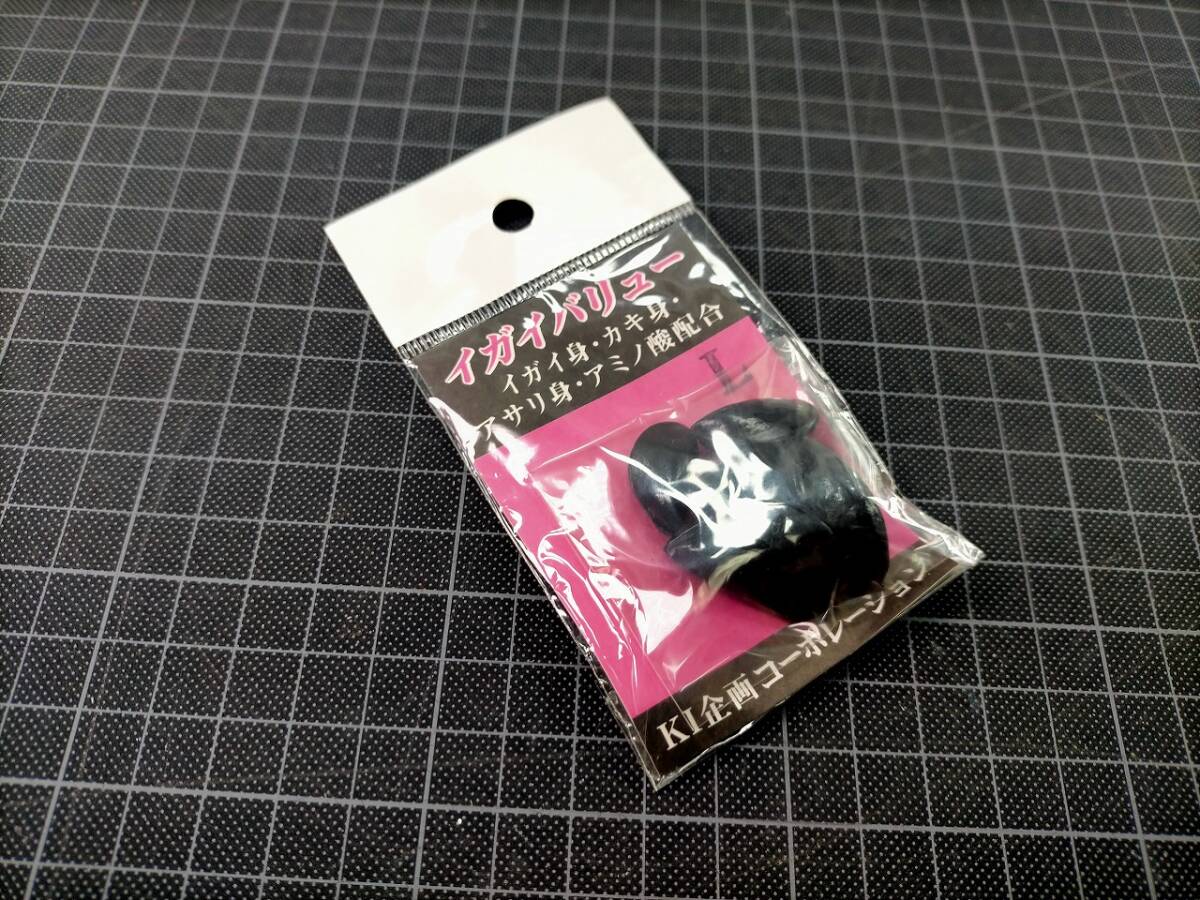 イガイバリュー
イガイ身・カキ身・
アサリ身・アミノ酸配合
L
KI企画コーポレーション